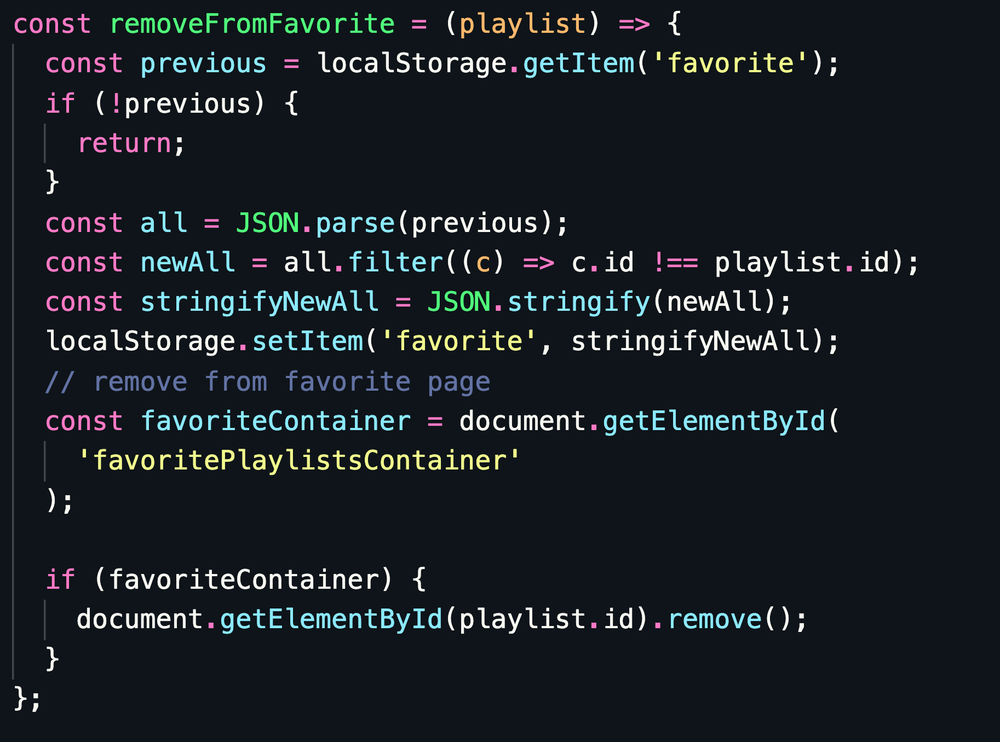 const removeFromFavorite = (playlist) => {
  const previous = localStorage.getItem('favorite');
  if (!previous) {
    return;
  }
  const all = JSON.parse(previous);
  const newAll = all.filter((c) => c.id !== playlist.id);
  const stringifyNewAll = JSON.stringify(newAll);
  localStorage.setItem('favorite', stringifyNewAll);
  // remove from favorite page
  const favoriteContainer = document.getElementById(
    'favoritePlaylistsContainer'
  );

  if (favoriteContainer) {
    document.getElementById(playlist.id).remove();
  }
};